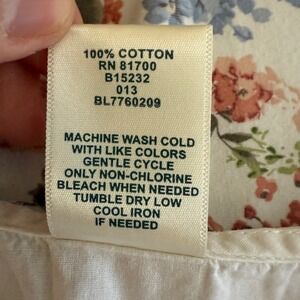 100% COTTON
RN 81700
B15232
013
BL7760209
MACHINE WASH COLD
WITH LIKE COLORS
GENTLE CYCLE
ONLY NON-CHLORINE
BLEACH WHEN NEEDED
TUMBLE DRY LOW
COOL IRON
IF NEEDED